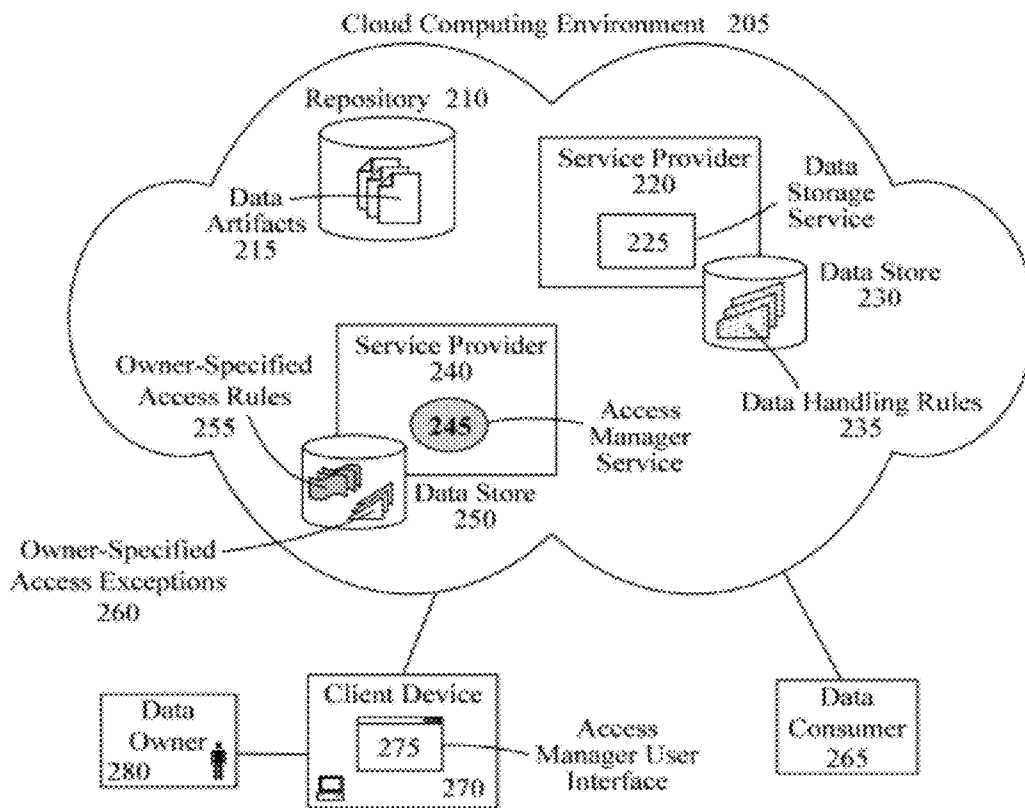 Cloud Computing Environment 205
Repository 210
Data
Artifacts
215
Service Provider
220
225
Data
Storage
Service
Data Store
230
Data Handling Rules
235
Service Provider
240
245
Access
Manager
Service
Owner-Specified
Access Rules
255
Data Store
250
Owner-Specified
Access Exceptions
260
Client Device
275
270
Access
Manager User
Interface
Data
Owner
280
Data
Consumer
265